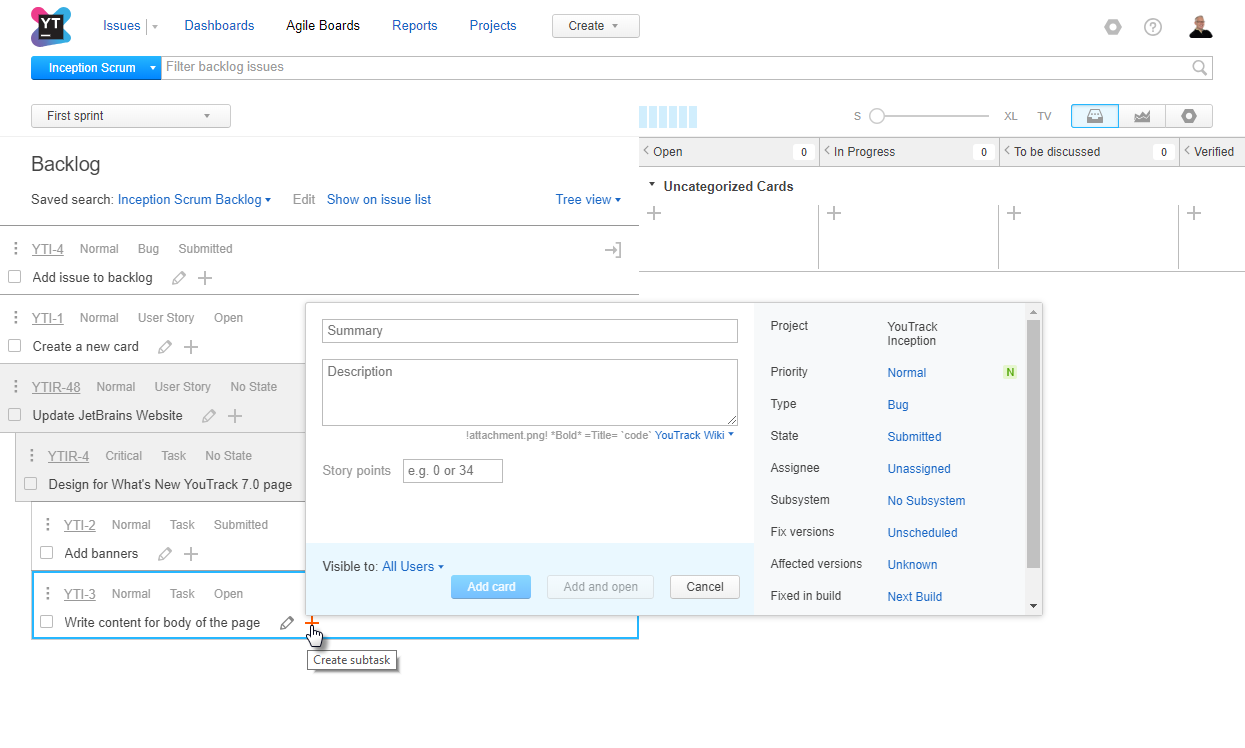 YT
Issues
Dashboards
Agile Boards
Reports
Projects
Create
Inception Scrum
Filter backlog issues
First sprint
S
XL
TV
Backlog
Saved search: Inception Scrum Backlog
Edit
Show on issue list
Tree view
Open
0
In Progress
0
To be discussed
0
Verified
Uncategorized Cards
YTI-4 Normal Bug Submitted
Add issue to backlog
YTI-1 Normal User Story Open
Create a new card
YTIR-48 Normal User Story No State
Update JetBrains Website
YTIR-4 Critical Task No State
Design for What's New YouTrack 7.0 page
YTI-2 Normal Task Submitted
Add banners
YTI-3 Normal Task Open
Write content for body of the page
Create subtask
Summary
Description
!attachment.png! *Bold* =Title= `code` YouTrack Wiki
Story points
e.g. 0 or 34
Visible to: All Users
Add card
Add and open
Cancel
Project YouTrack
Inception
Priority Normal N
Type Bug
State Submitted
Assignee Unassigned
Subsystem No Subsystem
Fix versions Unscheduled
Affected versions Unknown
Fixed in build Next Build